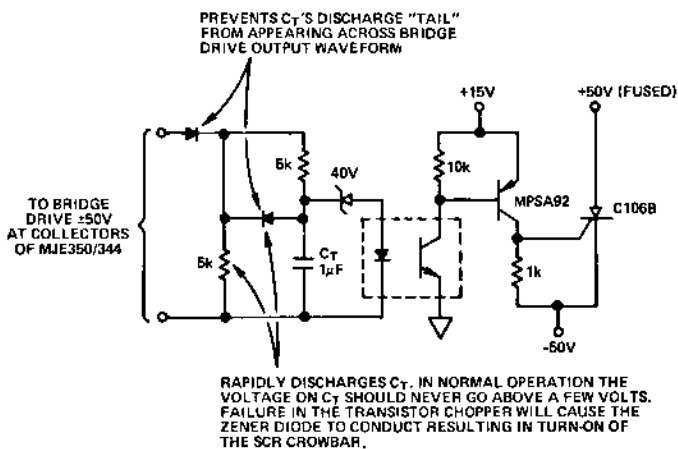 PREVENTS CT'S DISCHARGE "TAIL"
FROM APPEARING ACROSS BRIDGE
DRIVE OUTPUT WAVEFORM
+15V
+50V (FUSED)
5k
40V
10k
MPSA92
C106B
TO BRIDGE
DRIVE ±50V
AT COLLECTORS
OF MJE350/344
5k
CT
1μF
1k
-50V
RAPIDLY DISCHARGES CT. IN NORMAL OPERATION THE
VOLTAGE ON CT SHOULD NEVER GO ABOVE A FEW VOLTS.
FAILURE IN THE TRANSISTOR CHOPPER WILL CAUSE THE
ZENER DIODE TO CONDUCT RESULTING IN TURN-ON OF
THE SCR CROWBAR.